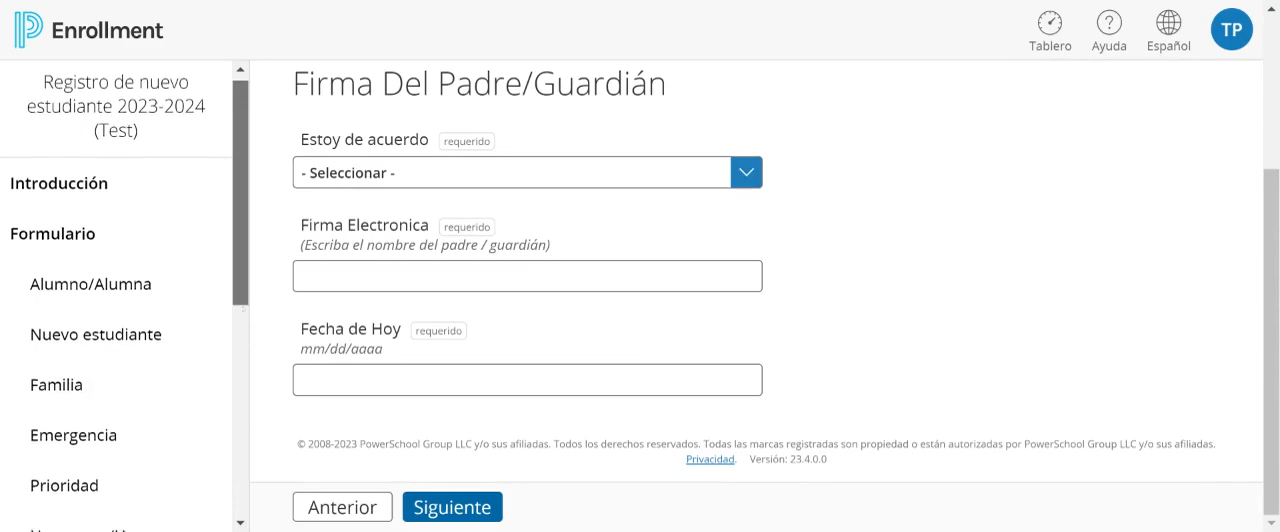 Enrollment
Tablero
Ayuda
Español
TP
Registro de nuevo
estudiante 2023-2024
(Test)
Introducción
Formulario
Alumno/Alumna
Nuevo estudiante
Familia
Emergencia
Prioridad
Firma Del Padre/Guardián
Estoy de acuerdo requerido
- Seleccionar -
Firma Electronica requerido
(Escriba el nombre del padre / guardián)
Fecha de Hoy requerido
mm/dd/aaaa
© 2008-2023 PowerSchool Group LLC y/o sus afiliadas. Todos los derechos reservados. Todas las marcas registradas son propiedad o están autorizadas por PowerSchool Group LLC y/o sus afiliadas.
Privacidad. Versión: 23.4.0.0
Anterior
Siguiente